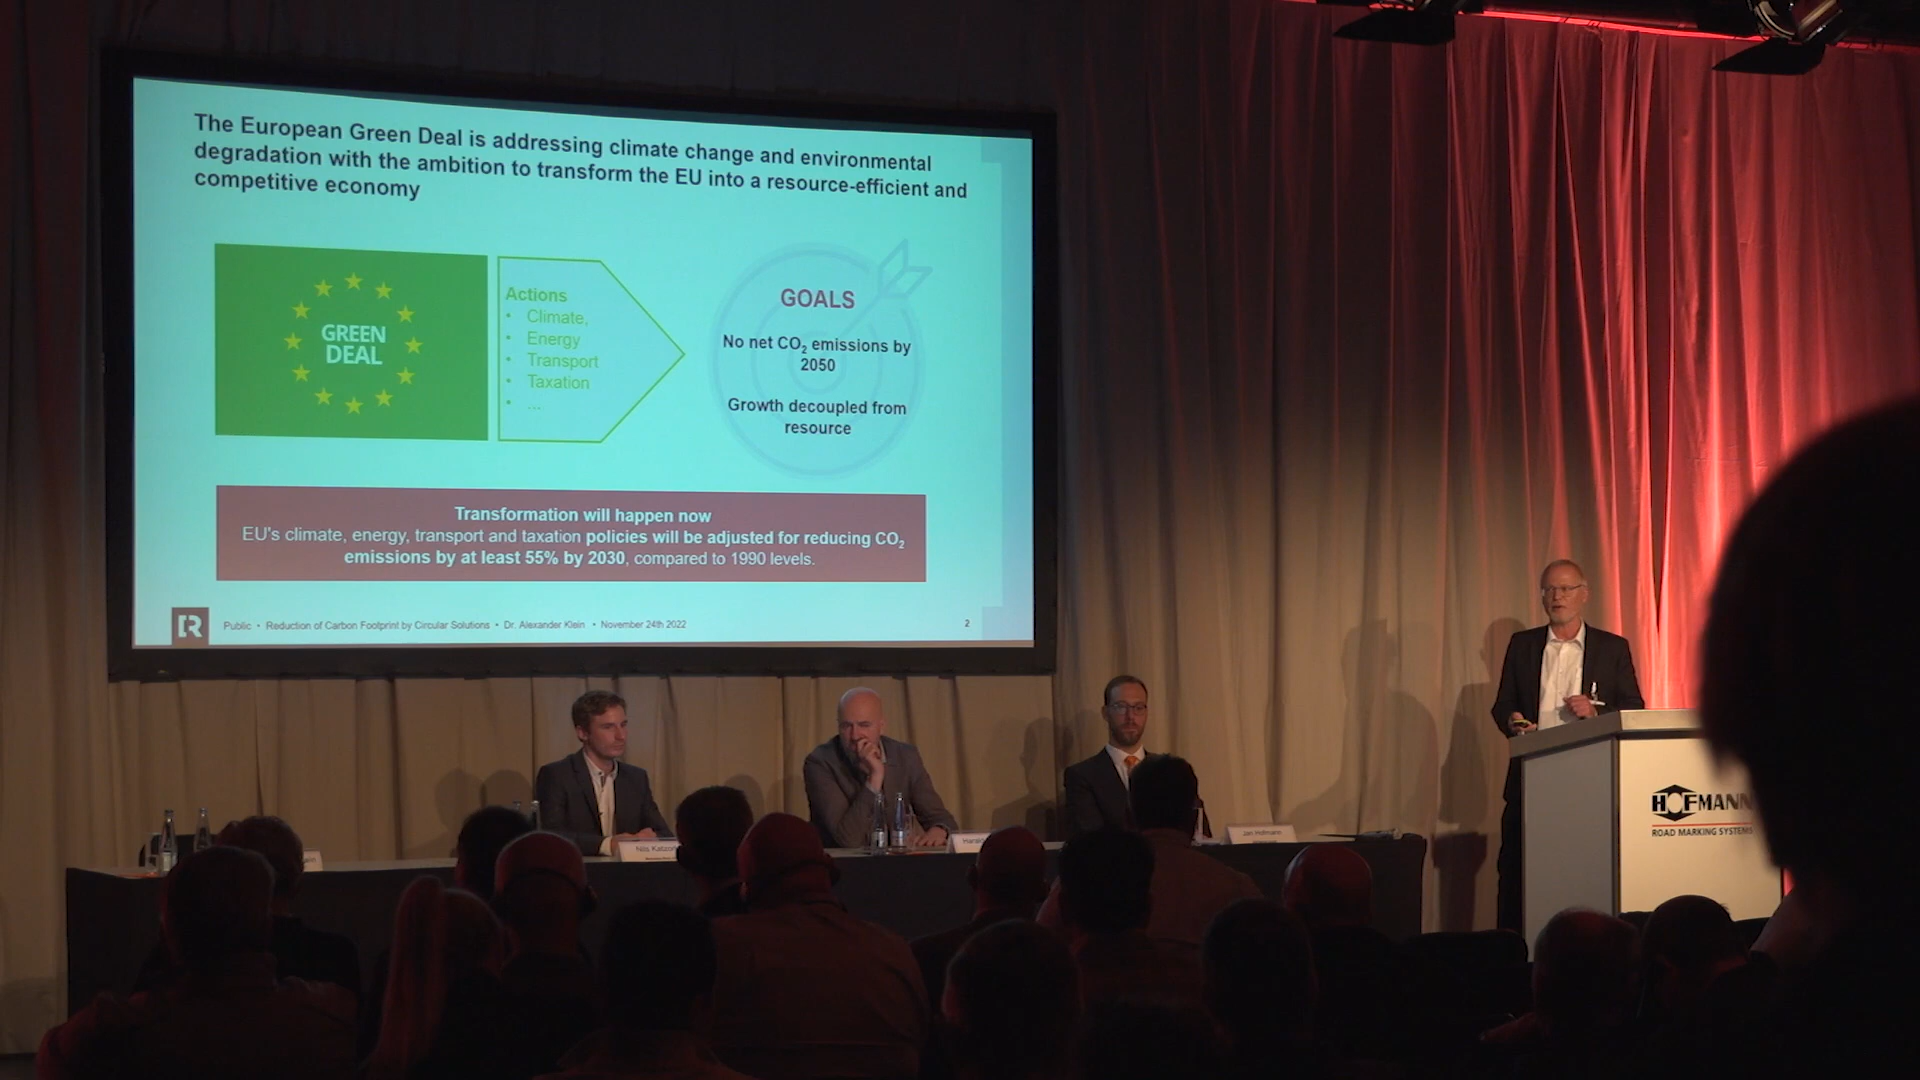 The European Green Deal is addressing climate change and environmental
degradation with the ambition to transform the EU into a resource-efficient and
competitive economy
GREEN
DEAL
Actions
• Climate,
• Energy
• Transport
• Taxation
• ...
GOALS
No net CO₂ emissions by
2050
Growth decoupled from
resource
Transformation will happen now
EU's climate, energy, transport and taxation policies will be adjusted for reducing CO₂
emissions by at least 55% by 2030, compared to 1990 levels.
R
Public • Reduction of Carbon Footprint by Circular Solutions • Dr. Alexander Klein • November 24th 2022
2
Nils Katzor
Jan Hofmann
HOFMANN
ROAD MARKING SYSTEMS